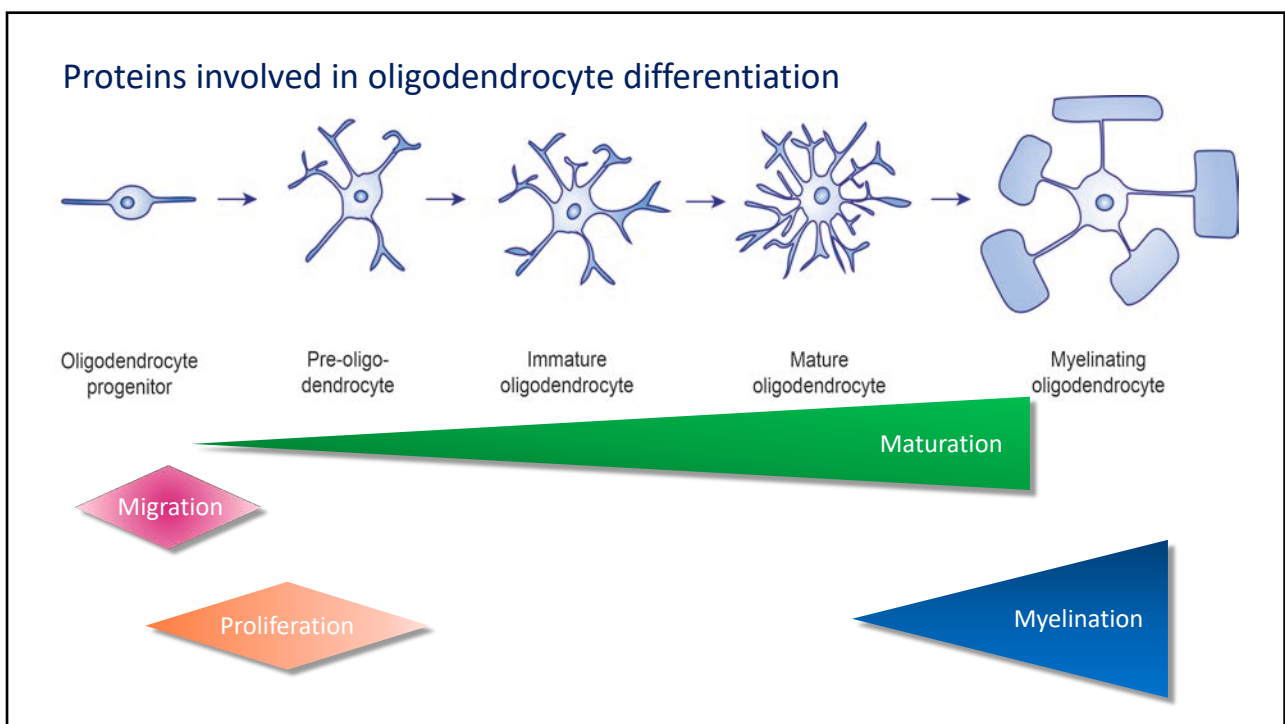 Proteins involved in oligodendrocyte differentiation
Oligodendrocyte
progenitor
Pre-oligo-
dendrocyte
Immature
oligodendrocyte
Mature
oligodendrocyte
Myelinating
oligodendrocyte
Maturation
Migration
Proliferation
Myelination